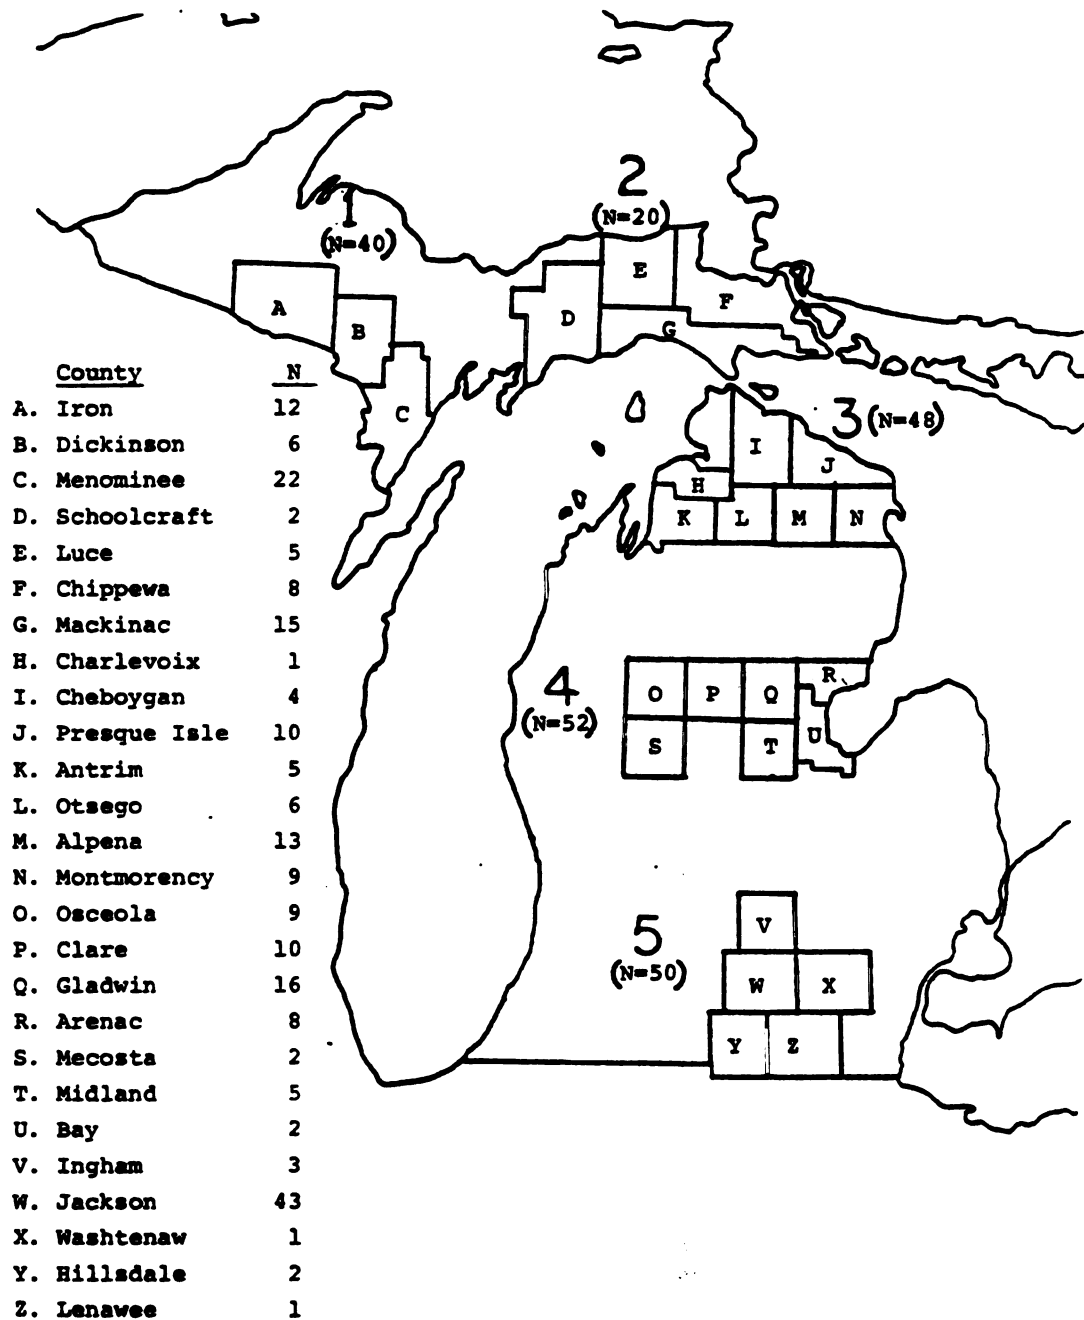 2
(N=20)
1
(N=40)
E
A
F
D
B
G
County N
C
3 (N=48)
A. Iron 12
B. Dickinson 6
I
J
C. Menominee 22
H
D. Schoolcraft 2
K L M N
E. Luce 5
F. Chippewa 8
G. Mackinac 15
H. Charlevoix 1
4
(N=52)
O P Q R
I. Cheboygan 4
J. Presque Isle 10
S T U
K. Antrim 5
L. Otsego 6
M. Alpena 13
N. Montmorency 9
O. Osceola 9
5
(N=50)
V
P. Clare 10
Q. Gladwin 16
W X
R. Arenac 8
Y Z
S. Mecosta 2
T. Midland 5
U. Bay 2
V. Ingham 3
W. Jackson 43
X. Washtenaw 1
Y. Hillsdale 2
Z. Lenawee 1